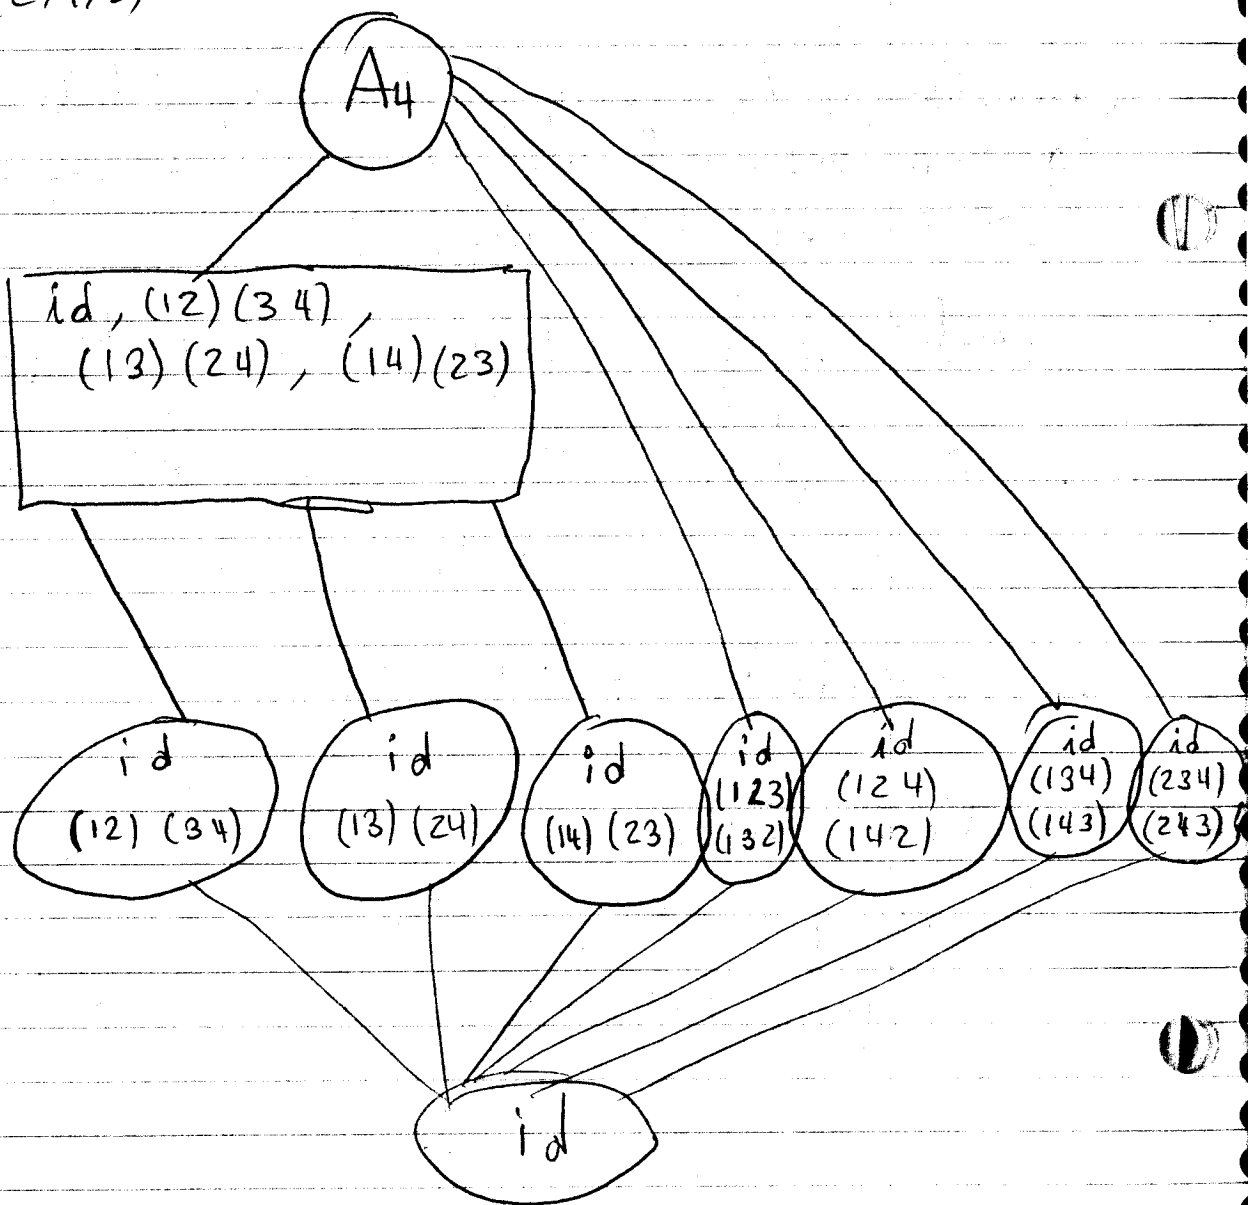 A4
id, (12)(34),
(13)(24), (14)(23)
id
(12)(34)
id
(13)(24)
id
(14)(23)
id
(123)
(132)
id
(124)
(142)
id
(134)
(143)
id
(234)
(243)
id